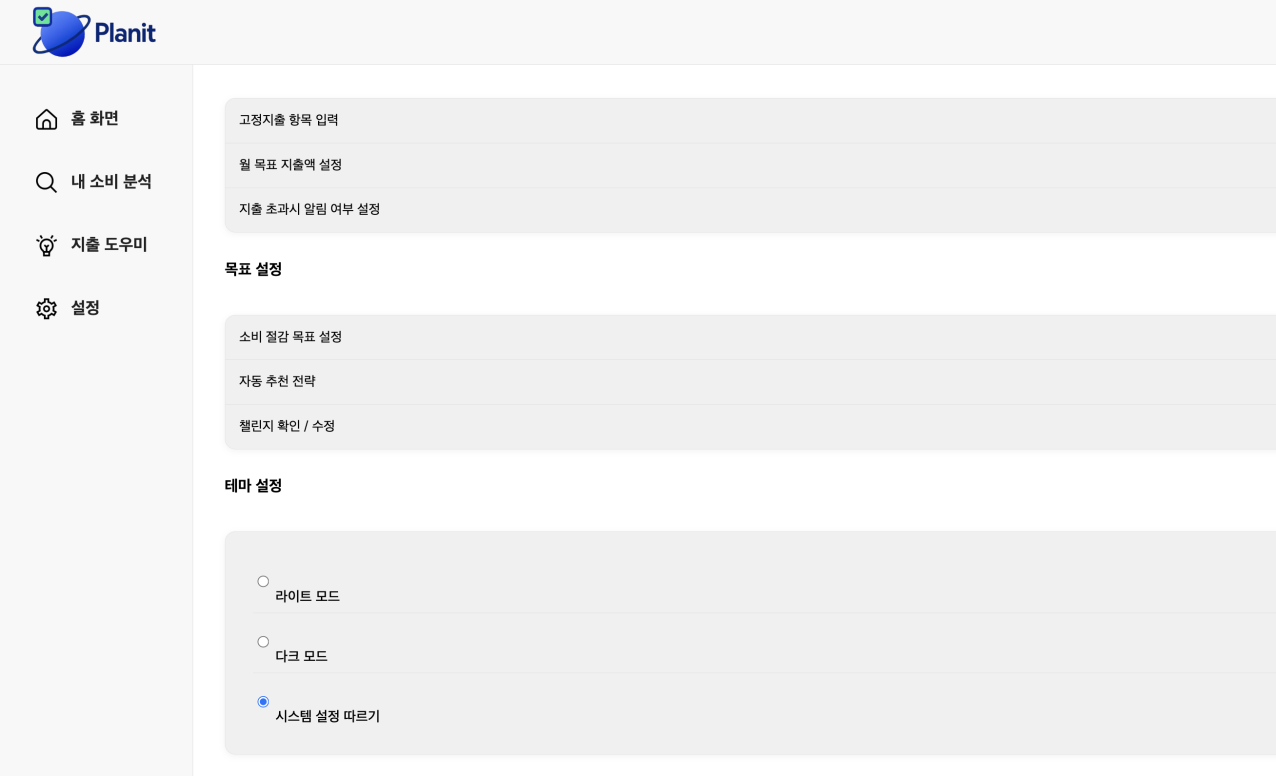 Planit
홈 화면
내 소비 분석
지출 도우미
설정
고정지출 항목 입력
월 목표 지출액 설정
지출 초과시 알림 여부 설정
목표 설정
소비 절감 목표 설정
자동 추천 전략
챌린지 확인 / 수정
테마 설정
라이트 모드
다크 모드
시스템 설정 따르기